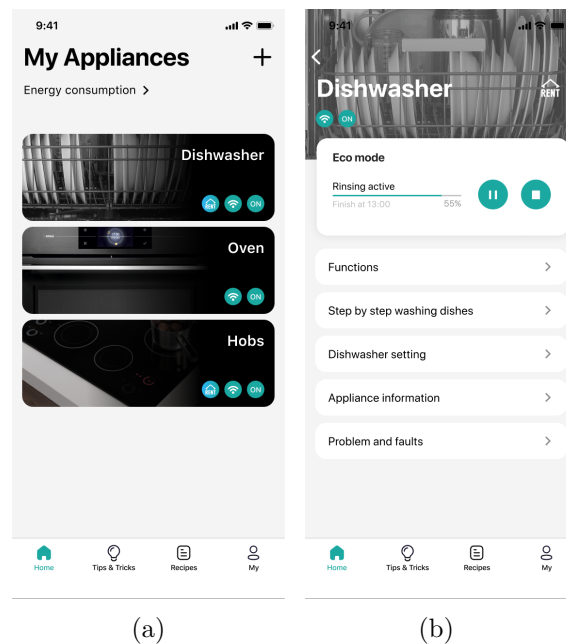 9:41
My Appliances +
Energy consumption >
Dishwasher
RENT ON
Oven
ON
Hobs
RENT ON
Home Tips & Tricks Recipes My
(a)
9:41
Dishwasher
RENT
ON
Eco mode
Rinsing active
Finish at 13:00 55%
Functions >
Step by step washing dishes >
Dishwasher setting >
Appliance information >
Problem and faults >
Home Tips & Tricks Recipes My
(b)